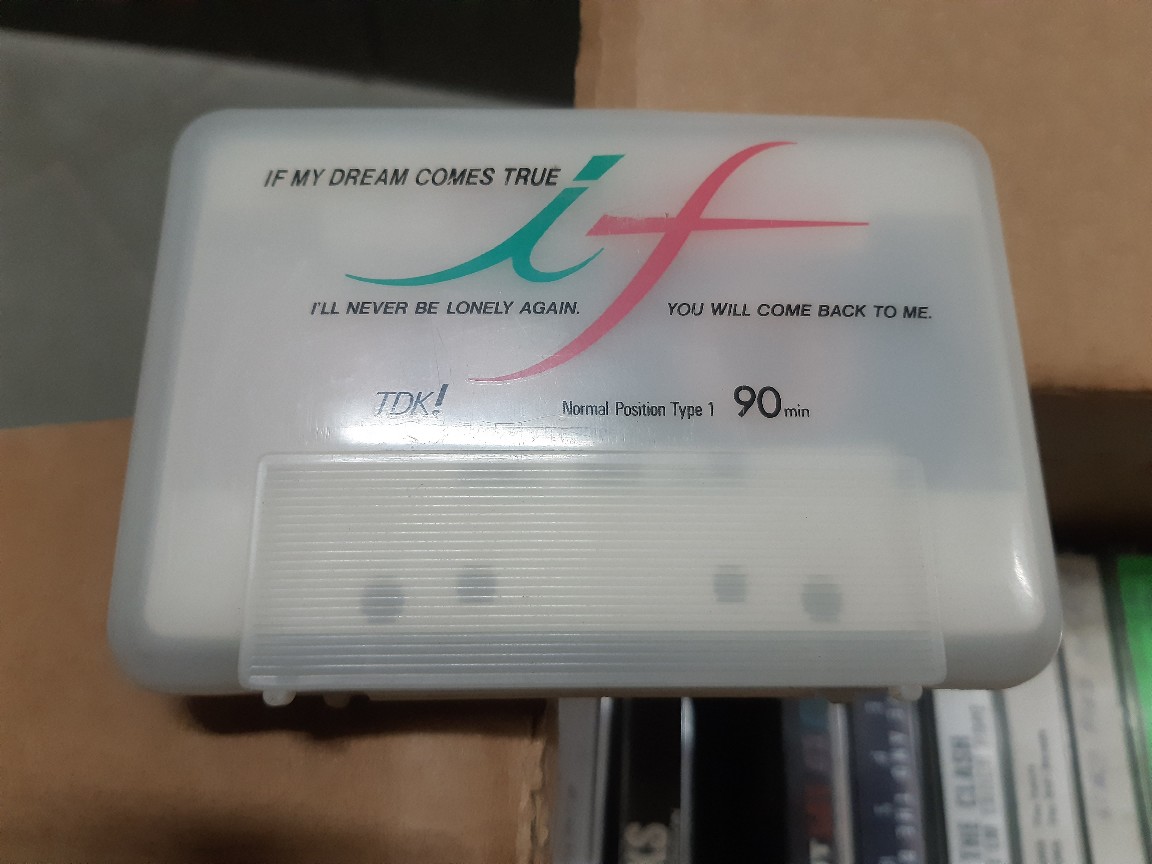 IF MY DREAM COMES TRUE
if
I'LL NEVER BE LONELY AGAIN.
YOU WILL COME BACK TO ME.
TDK!
Normal Position Type 1 90min
THE CLASH